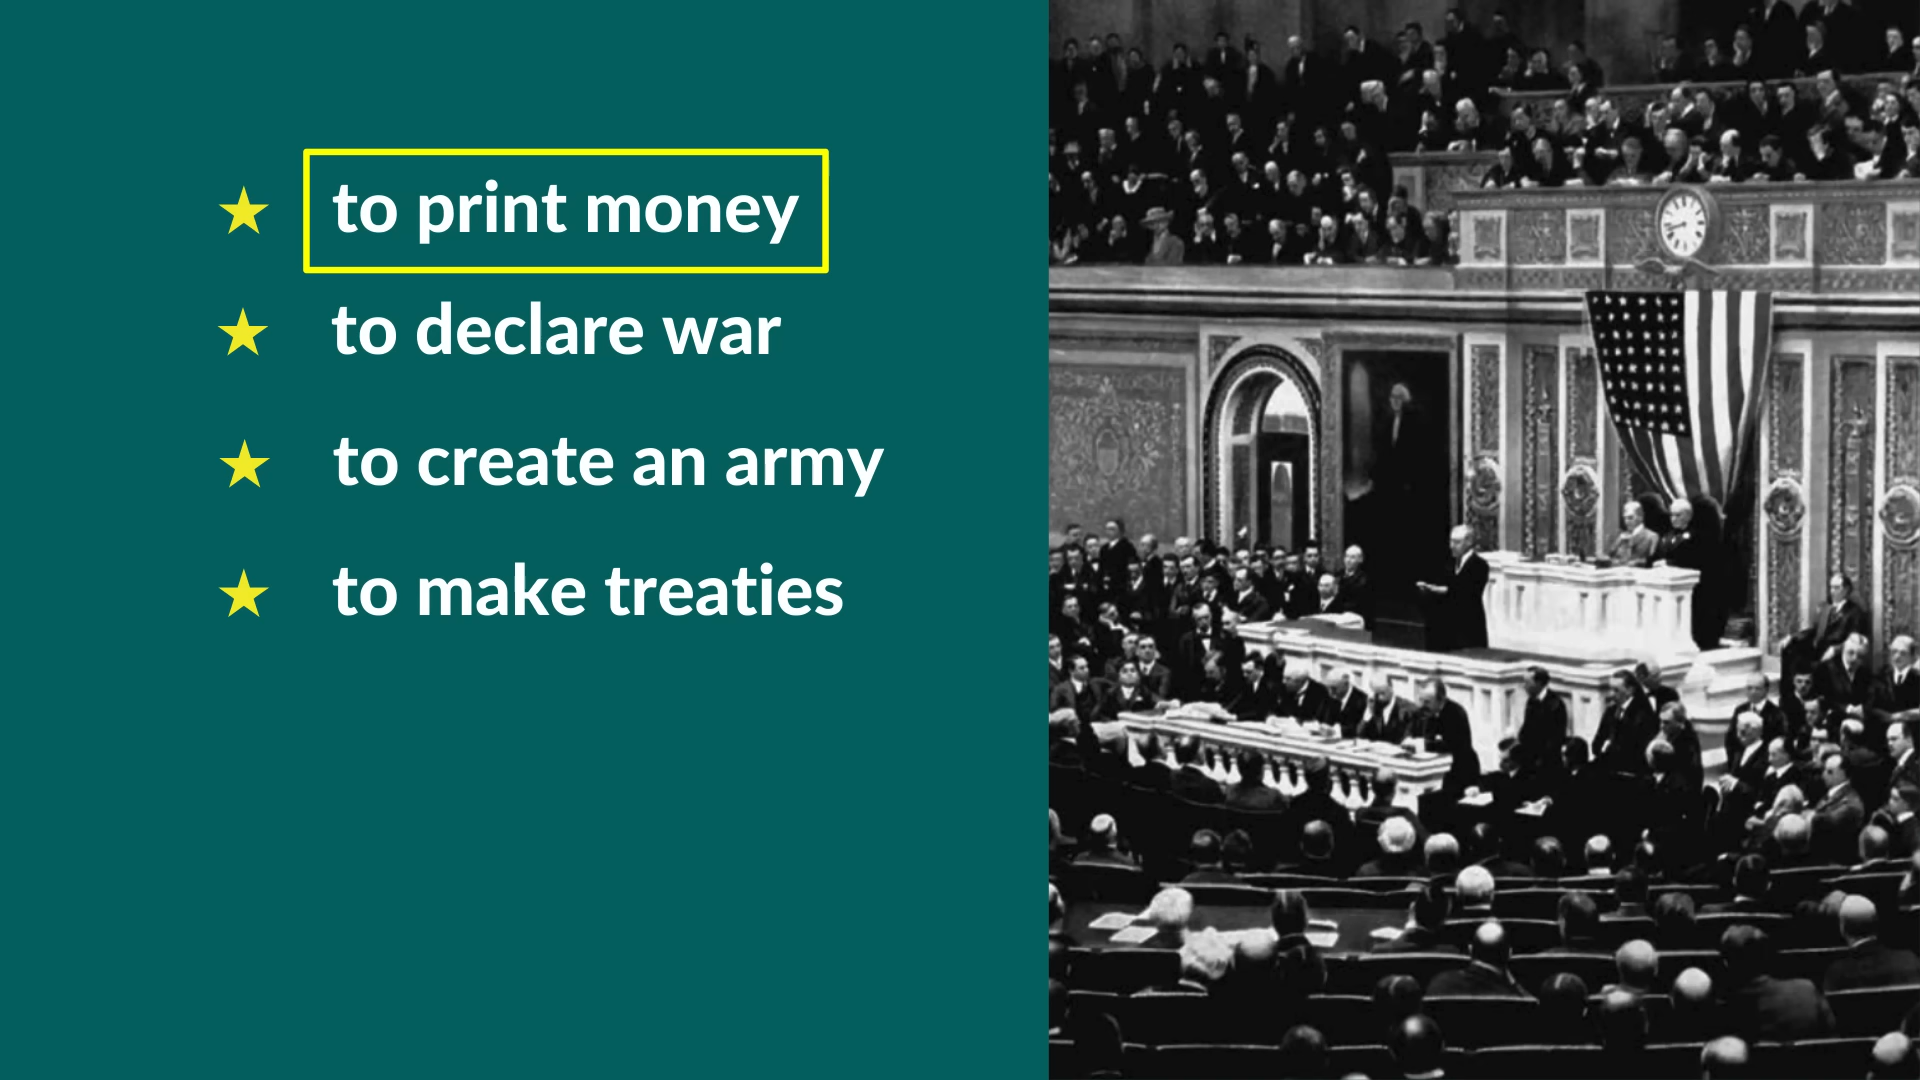 to print money
to declare war
to create an army
to make treaties